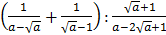 (1/(a−√a) + 1/(√a−1)) : (√a+1)/(a−2√a+1)